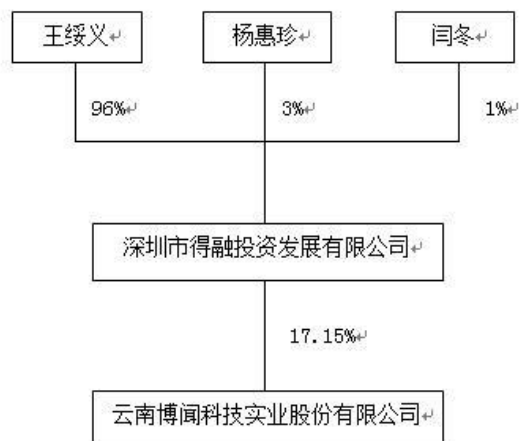 王绥义 杨惠珍 闫冬
96% 3% 1%
深圳市得融投资发展有限公司
17.15%
云南博闻科技实业股份有限公司